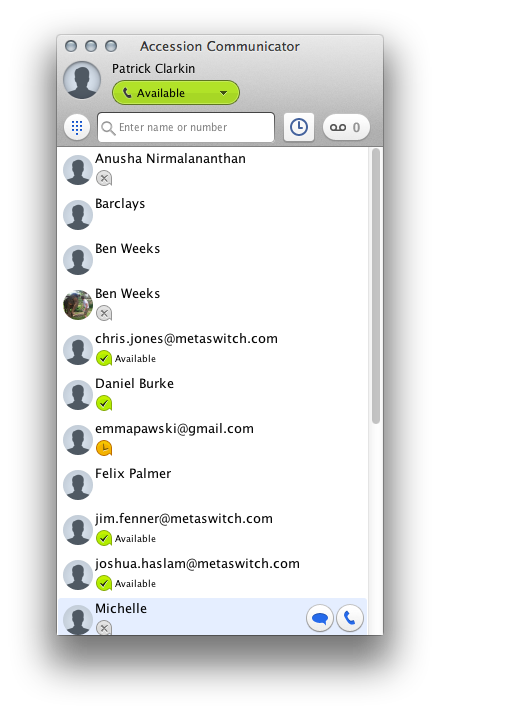 Accession Communicator
Patrick Clarkin
Available
Enter name or number
0
Anusha Nirmalananthan
Barclays
Ben Weeks
Ben Weeks
chris.jones@metaswitch.com
Available
Daniel Burke
emmapawski@gmail.com
Felix Palmer
jim.fenner@metaswitch.com
Available
joshua.haslam@metaswitch.com
Available
Michelle